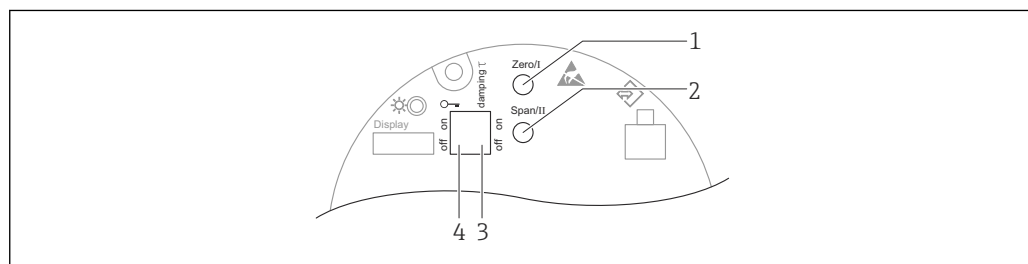 1
Zero/I
damping τ
2
Span/II
Display
on
off
on
off
4 3